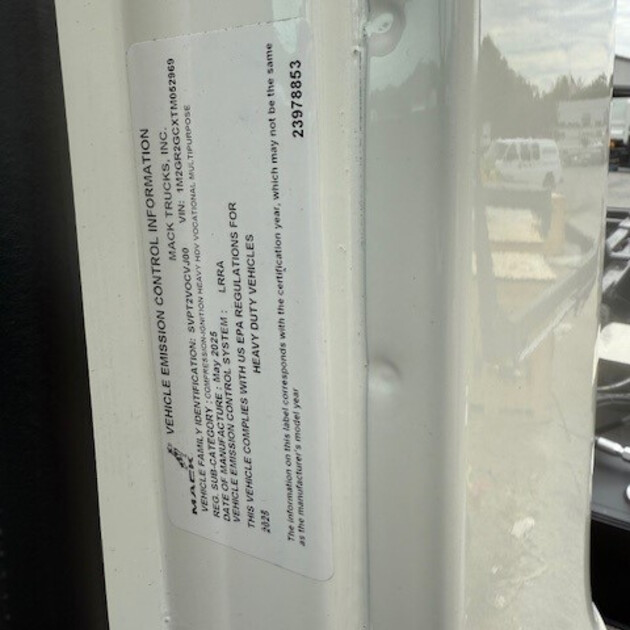 MACK
VEHICLE EMISSION CONTROL INFORMATION
MACK TRUCKS, INC.
VEHICLE FAMILY IDENTIFICATION: SVPT2VOCVJ00 VIN: 1M2GR2GCXTM052969
REG. SUB-CATEGORY : COMPRESSION-IGNITION HEAVY HDV VOCATIONAL MULTIPURPOSE
DATE OF MANUFACTURE : May 2025
VEHICLE EMISSION CONTROL SYSTEM : LRRA
THIS VEHICLE COMPLIES WITH US EPA REGULATIONS FOR
2025 HEAVY DUTY VEHICLES
The information on this label corresponds with the certification year, which may not be the same
as the manufacturer's model year
23978853